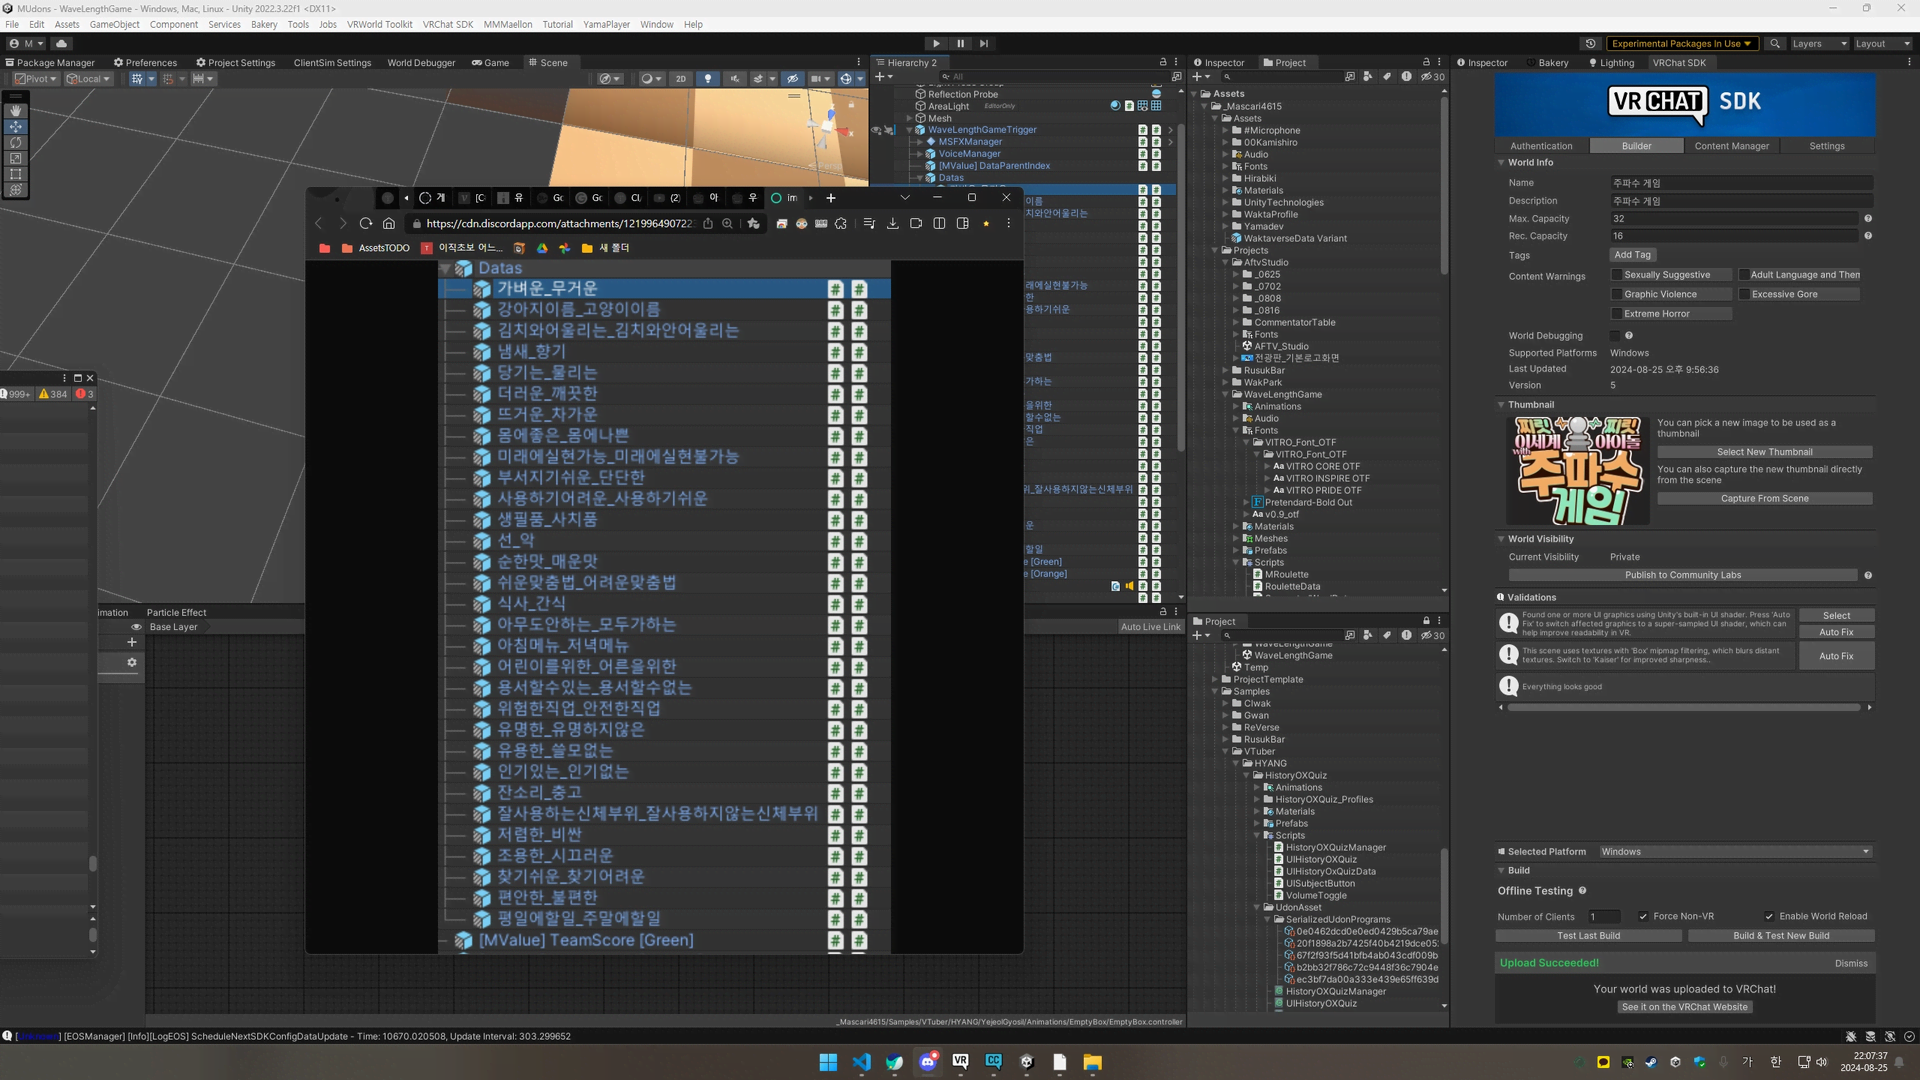 MUdons - WaveLengthGame - Windows, Mac, Linux - Unity 2022.3.22f1 <DX11>
File Edit Assets GameObject Component Services Bakery Tools Jobs VRWorld Toolkit VRChat SDK MMMaellon Tutorial YamaPlayer Window Help
M
Experimental Packages In Use
Layers
Layout
Package Manager Preferences Project Settings ClientSim Settings World Debugger Game Scene
Pivot Local 2D
Hierarchy 2
All
Reflection Probe
AreaLight EditorOnly
Mesh
WaveLengthGameTrigger
MSFXManager
VoiceManager
[MValue] DataParentIndex
Datas
https://cdn.discordapp.com/attachments/121996490722
AssetsTODO
이직초보 어느...
새 폴더
Datas
가벼운_무거운
강아지이름_고양이이름
김치와어울리는_김치와안어울리는
냄새_향기
당기는_물리는
더러운_깨끗한
뜨거운_차가운
몸에좋은_몸에나쁜
미래에실현가능_미래에실현불가능
부서지기쉬운_단단한
사용하기어려운_사용하기쉬운
생필품_사치품
선_악
순한맛_매운맛
쉬운맞춤법_어려운맞춤법
식사_간식
아무도안하는_모두가하는
아침메뉴_저녁메뉴
어린이를위한_어른을위한
용서할수있는_용서할수없는
위험한직업_안전한직업
유명한_유명하지않은
유용한_쓸모없는
인기있는_인기없는
잔소리_충고
잘사용하는신체부위_잘사용하지않는신체부위
저렴한_비싼
조용한_시끄러운
찾기쉬운_찾기어려운
편안한_불편한
평일에할일_주말에할일
[MValue] TeamScore [Green]
999+ 384 3
imation Particle Effect
Base Layer
Auto Live Link
_Mascari4615/Samples/VTuber/HYANG/YejeolGyosil/Animations/EmptyBox/EmptyBox.controller
Inspector Project
30
Assets
_Mascari4615
Assets
#Microphone
00Kamishiro
Audio
Fonts
Hirabiki
Materials
UnityTechnologies
WaktaProfile
Yamadev
WaktaverseData Variant
Projects
AftvStudio
_0625
_0702
_0808
_0816
CommentatorTable
Fonts
AFTV_Studio
전광판_기본로고화면
RusukBar
WakPark
WaveLengthGame
Animations
Audio
Fonts
VITRO_Font_OTF
VITRO_Font_OTF
Aa VITRO CORE OTF
Aa VITRO INSPIRE OTF
Aa VITRO PRIDE OTF
Pretendard-Bold Out
Aa v0.9_otf
Materials
Meshes
Prefabs
Scripts
MRoulette
RouletteData
Project
30
WaveLengthGame
Temp
ProjectTemplate
Samples
Clwak
Gwan
ReVerse
RusukBar
VTuber
HYANG
HistoryOXQuiz
Animations
HistoryOXQuiz_Profiles
Materials
Prefabs
Scripts
HistoryOXQuizManager
UIHistoryOXQuiz
UIHistoryOxQuizData
UISubjectButton
VolumeToggle
UdonAsset
SerializedUdonPrograms
0e0462dcd0e0ed0429b5ca79ae
20f1898a2b7425f40b4219dce05
67f2f93f5d41bfb4ab043cdf009b
b2bb32f786c72c9448f36c7904e
ec3bf7da00a333e439e65ff639d
HistoryOXQuizManager
UIHistoryOXQuiz
Inspector Bakery Lighting VRChat SDK
VRCHAT SDK
Authentication Builder Content Manager Settings
World Info
Name 주파수 게임
Description 주파수 게임
Max. Capacity 32
Rec. Capacity 16
Tags Add Tag
Content Warnings Sexually Suggestive Adult Language and Them
Graphic Violence Excessive Gore
Extreme Horror
World Debugging
Supported Platforms Windows
Last Updated 2024-08-25 오후 9:56:36
Version 5
Thumbnail
찌릿 찌릿
이세계 아이돌
with
주파수
게임
You can pick a new image to be used as a thumbnail
Select New Thumbnail
You can also capture the new thumbnail directly from the scene
Capture From Scene
World Visibility
Current Visibility Private
Publish to Community Labs
Validations
Found one or more UI graphics using Unity's built-in UI shader. Press 'Auto Fix' to switch affected graphics to a super-sampled UI shader, which can help improve readability in VR.
Select
Auto Fix
This scene uses textures with 'Box' mipmap filtering, which blurs distant textures. Switch to 'Kaiser' for improved sharpness..
Auto Fix
Everything looks good
Selected Platform Windows
Build
Offline Testing
Number of Clients 1 Force Non-VR Enable World Reload
Test Last Build Build & Test New Build
Upload Succeeded! Dismiss
Your world was uploaded to VRChat!
See it on the VRChat Website
[EOSManager] [Info][LogEOS] ScheduleNextSDKConfigDataUpdate - Time: 10670.020508, Update Interval: 303.299652
가 한
22:07:37
2024-08-25